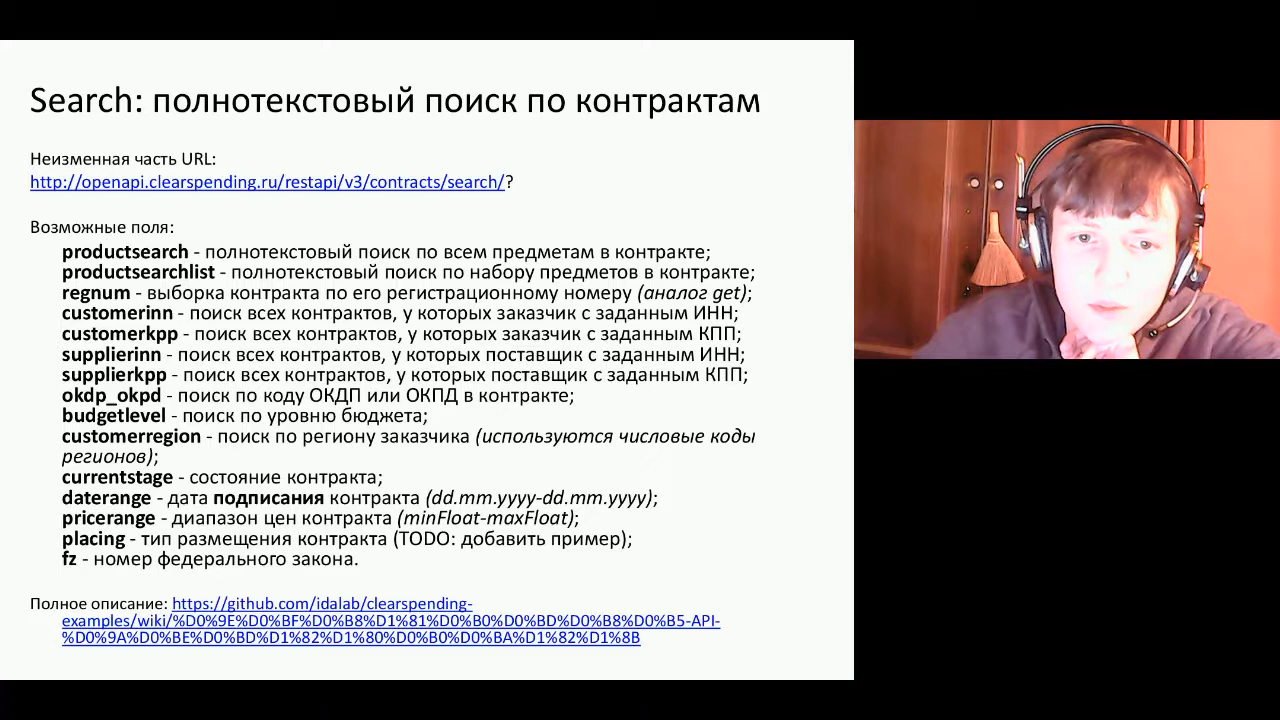 Search: полнотекстовый поиск по контрактам
Неизменная часть URL:
http://openapi.clearspending.ru/restapi/v3/contracts/search/?
Возможные поля:
productsearch - полнотекстовый поиск по всем предметам в контракте;
productsearchlist - полнотекстовый поиск по набору предметов в контракте;
regnum - выборка контракта по его регистрационному номеру (аналог get);
customerinn - поиск всех контрактов, у которых заказчик с заданным ИНН;
customerkpp - поиск всех контрактов, у которых заказчик с заданным КПП;
supplierinn - поиск всех контрактов, у которых поставщик с заданным ИНН;
supplierkpp - поиск всех контрактов, у которых поставщик с заданным КПП;
okdp_okpd - поиск по коду ОКДП или ОКПД в контракте;
budgetlevel - поиск по уровню бюджета;
customerregion - поиск по региону заказчика (используются числовые коды
регионов);
currentstage - состояние контракта;
daterange - дата подписания контракта (dd.mm.yyyy-dd.mm.yyyy);
pricerange - диапазон цен контракта (minFloat-maxFloat);
placing - тип размещения контракта (TODO: добавить пример);
fz - номер федерального закона.
Полное описание: https://github.com/idalab/clearspending-
examples/wiki/%D0%9E%D0%BF%D0%B8%D1%81%D0%B0%D0%BD%D0%B8%D0%B5-API-
%D0%9A%D0%BE%D0%BD%D1%82%D1%80%D0%B0%D0%BA%D1%82%D1%8B